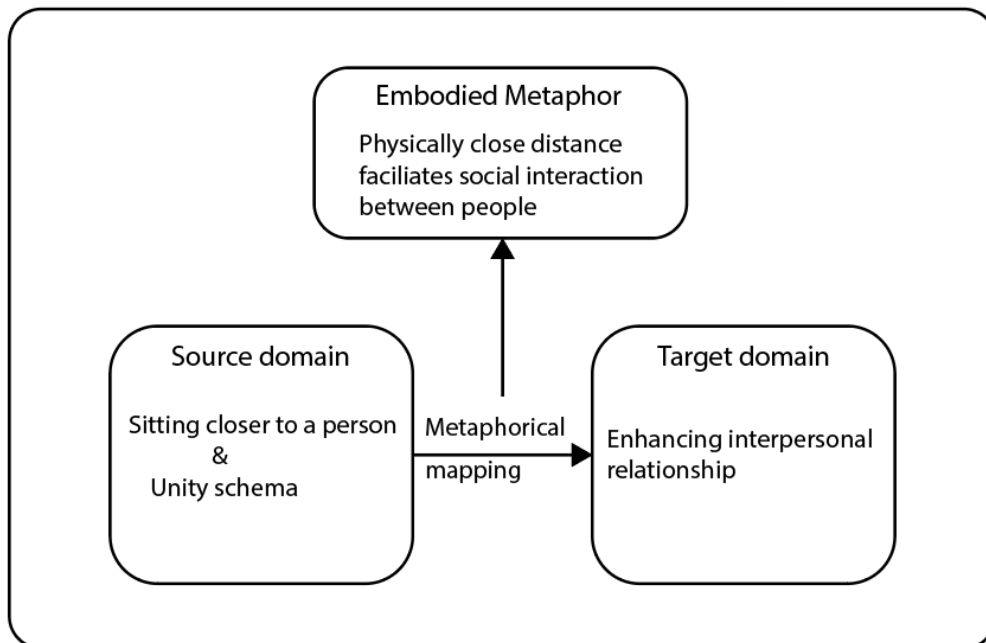 Embodied Metaphor
Physically close distance
faciliates social interaction
between people
Source domain
Sitting closer to a person
&
Unity schema
Metaphorical
mapping
Target domain
Enhancing interpersonal
relationship